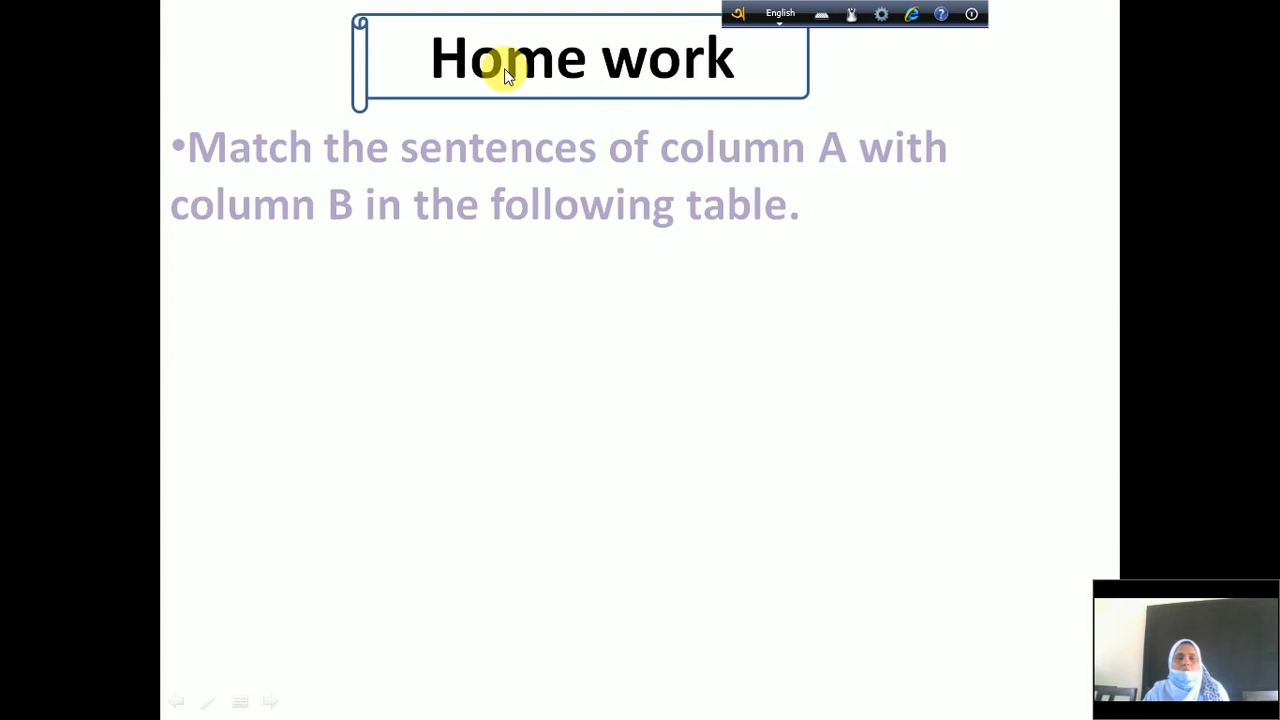 English
Home work
•Match the sentences of column A with
column B in the following table.